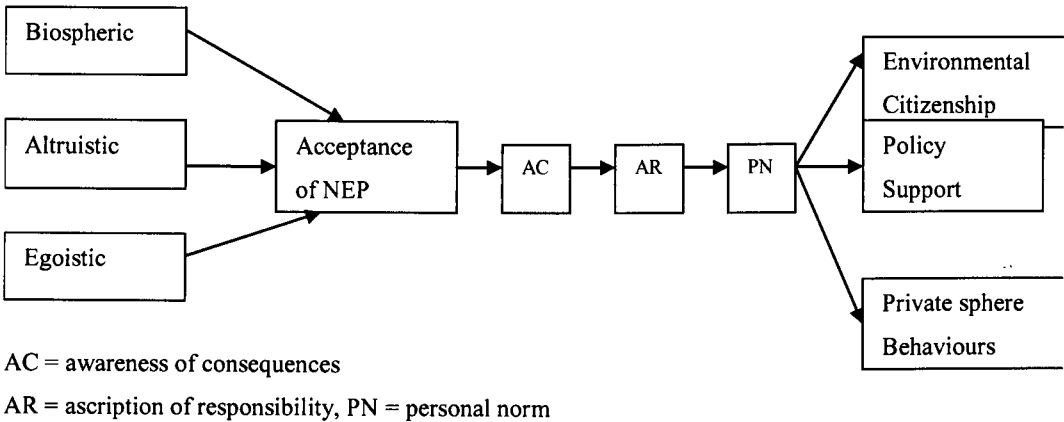 Biospheric
Altruistic
Egoistic
Acceptance
of NEP
AC
AR
PN
Environmental
Citizenship
Policy
Support
Private sphere
Behaviours
AC = awareness of consequences
AR = ascription of responsibility, PN = personal norm